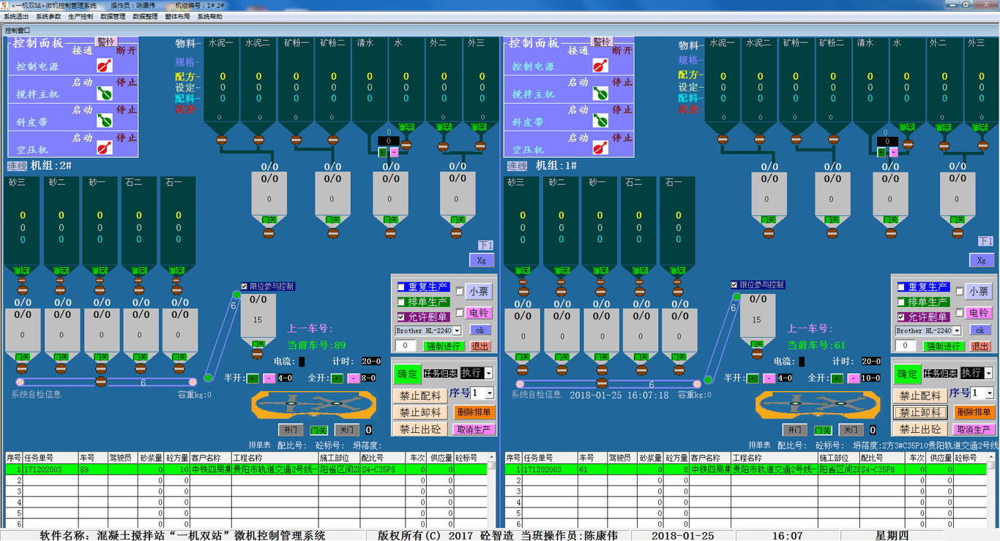 <一机双站>微机控制管理系统 操作员：陈康伟 机组编号：1# 2#
系统退出 系统参数 生产控制 数据管理 数据整理 窗体布局 系统帮助
控制窗口
控制面板 警铃
接通 断开
控制电源
启动 停止
搅拌主机
启动 停止
斜皮带
启动 停止
空压机
连线 机组:2#
物料 水泥一 水泥二 矿粉一 矿粉二 清水 水 外二 外三
规格
配方 0 0 0 0 0 0 0 0
设定 0 0 0 0 0 0 0 0
配料 0 0 0 0 0 0 0 0
误差 0 0 0 0 0 0
门关 门关 门关
0
0
+ -
0/0 0/0 0/0 0/0
0/0 0/0 0/0 0/0
0 0 0 0
门关 门关 门关 门关
砂三 砂二 砂一 石二 石一
0 0 0 0 0
0 0 0 0 0
0 0 0 0 0
门关 门关 门关 门关 门关
0/0 0/0 0/0 0/0 0/0
0/0 0/0 0/0 0/0 0/0
0 0 0 0 0
门关 门关 门关 门关 门关
6
系统自检信息 容重kg:0
限位参与控制
6
0/0
15
门关
上一车号:
当前车号:89
电流: 计时: 20-0
半开: + - 4-0 全开: + - 8-0
开门 门关 关门 0
下1
Xg
重复生产 小票
排单生产
允许删单 电铃
Brother HL-2240 ok
0 强制进行 退出
确定 任务归类 执行
禁止配料 序号 1
禁止卸料 删除排单
禁止出砼 取消生产
排单表 配比号: 砼标号: 坍落度:
序号 任务单号 车号 驾驶员 砂浆量 砼方量 客户名称 工程名称 施工部位 配比号 车次 供应量 砼标号
1 171202003 89 0 10 中铁四局集 贵阳市轨道交通2号线一 阳省区间Z S4-C35P8 0 0
2 0 0 0 0
3 0 0 0 0
4 0 0 0 0
5 0 0 0 0
6 0 0 0 0
控制面板 警铃
接通 断开
控制电源
启动 停止
搅拌主机
启动 停止
斜皮带
启动 停止
空压机
连线 机组:1#
物料 水泥一 水泥二 矿粉一 矿粉二 清水 水 外二 外三
规格
配方 0 0 0 0 0 0 0 0
设定 0 0 0 0 0 0 0 0
配料 0 0 0 0 0 0 0 0
误差 0 0 0 0 0 0
门关 门关 门关
0
0
+ -
0/0 0/0 0/0 0/0
0/0 0/0 0/0 0/0
0 0 0 0
门关 门关 门关 门关
砂三 砂二 砂一 石二 石一
0 0 0 0 0
0 0 0 0 0
0 0 0 0 0
门关 门关 门关 门关 门关
0/0 0/0 0/0 0/0 0/0
0/0 0/0 0/0 0/0 0/0
0 0 0 0 0
门关 门关 门关 门关 门关
6
系统自检信息 2018-01-25 16:07:18 容重kg:0
限位参与控制
6
0/0
15
门关
上一车号:
当前车号:61
电流: 计时: 20-0
半开: + - 4-0 全开: + - 10-0
开门 门关 关门 0
下1
Xg
重复生产 小票
排单生产
允许删单 电铃
Brother HL-2240 ok
0 强制进行 退出
确定 任务归类 执行
禁止配料 序号 1
禁止卸料 删除排单
禁止出砼 取消生产
排单表 配比号: 砼标号: 坍落度:2方3#C35P10贵阳轨道交通2号线
序号 任务单号 车号 驾驶员 砂浆量 砼方量 客户名称 工程名称 施工部位 配比号 车次 供应量 砼标号
1 171202003 61 0 8 中铁四局集 贵阳市轨道交通2号线一 阳省区间Z S4-C35P8 0 0
2 0 0 0 0
3 0 0 0 0
4 0 0 0 0
5 0 0 0 0
6 0 0 0 0
软件名称：混凝土搅拌站“一机双站”微机控制管理系统 版权所有(C) 2017 砼智造 当班操作员:陈康伟 2018-01-25 16:07 星期四